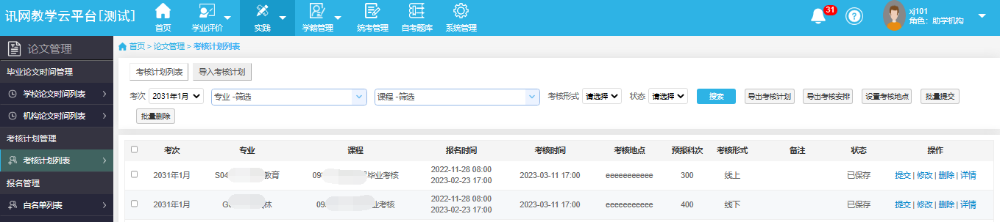 讯网教学云平台[测试]
首页
学业评价
实践
学籍管理
统考管理
自考题库
系统管理
31
xj101
角色：助学机构
论文管理
毕业论文时间管理
学校论文时间列表
机构论文时间列表
考核计划管理
考核计划列表
报名管理
白名单列表
首页 > 论文管理 > 考核计划列表
考核计划列表 导入考核计划
考次 2031年1月 专业 -筛选 课程 -筛选 考核形式 请选择 状态 请选择 搜索 导出考核计划 导出考核安排 设置考核地点 批量提交
批量删除
考次 专业 课程 报名时间 考核时间 考核地点 预报科次 考核形式 备注 状态 操作
2031年1月 S04 教育 09 毕业考核 2022-11-28 08:00 2023-02-23 17:00 2023-03-11 17:00 eeeeeeeeeee 300 线上 已保存 提交 | 修改 | 删除 | 详情
2031年1月 G 林 09 业考核 2022-11-28 08:00 2023-02-23 17:00 2023-03-11 17:00 eeeeeeeeeee 400 线下 已保存 提交 | 修改 | 删除 | 详情